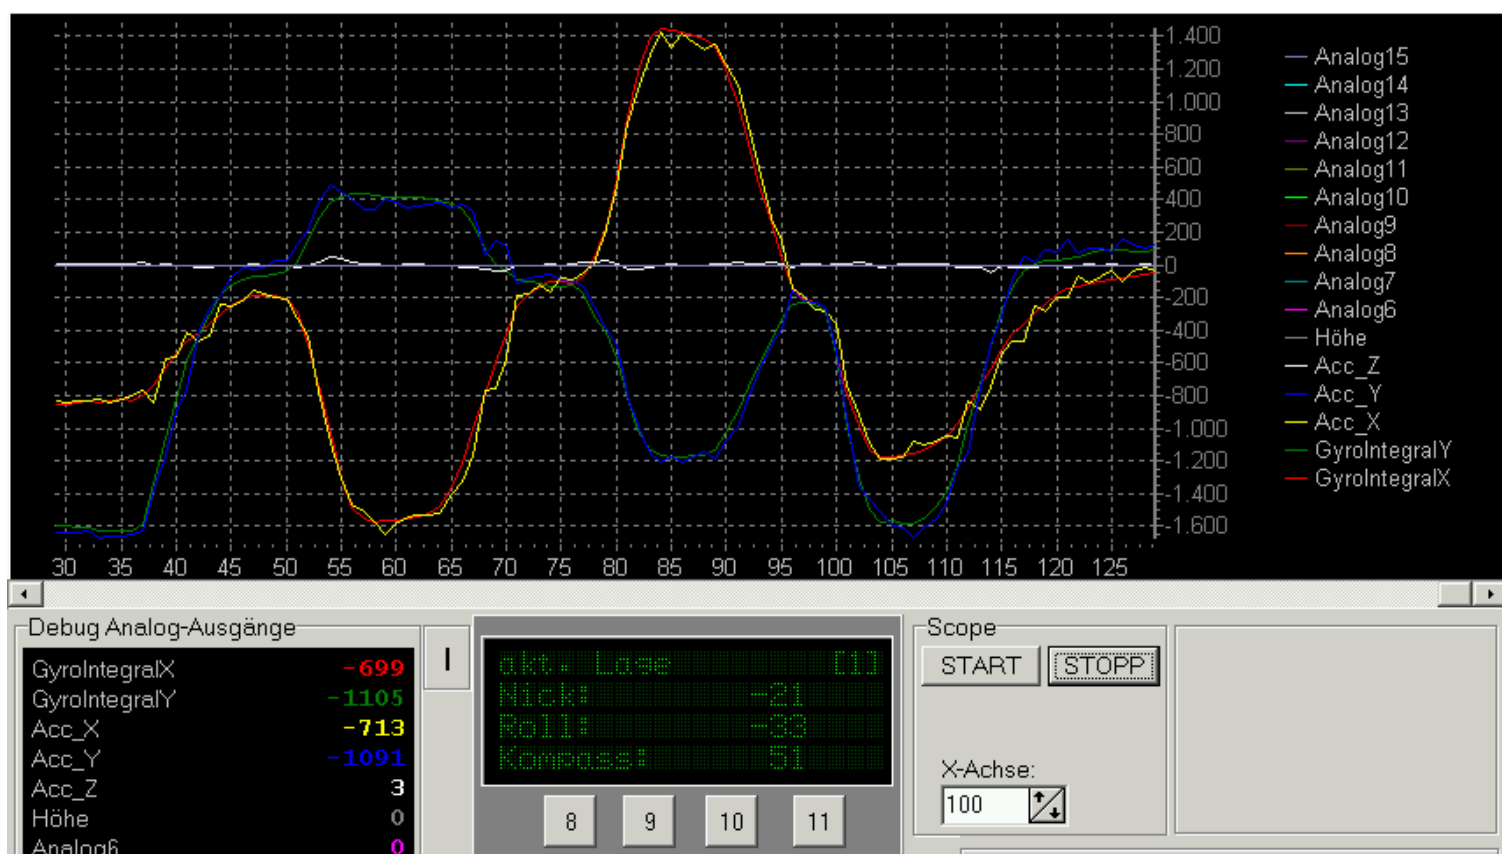 1.400
1.200
1.000
800
600
400
200
0
-200
-400
-600
-800
-1.000
-1.200
-1.400
-1.600
30 35 40 45 50 55 60 65 70 75 80 85 90 95 100 105 110 115 120 125
Analog15
Analog14
Analog13
Analog12
Analog11
Analog10
Analog9
Analog8
Analog7
Analog6
Höhe
Acc_Z
Acc_Y
Acc_X
GyroIntegralY
GyroIntegralX
Debug Analog-Ausgänge
GyroIntegralX -699
GyroIntegralY -1105
Acc_X -713
Acc_Y -1091
Acc_Z 3
Höhe 0
Analog6 0
I
akt. Lage [1]
Nick: -21
Roll: -33
Kompass: 51
8 9 10 11
Scope
START STOPP
X-Achse:
100